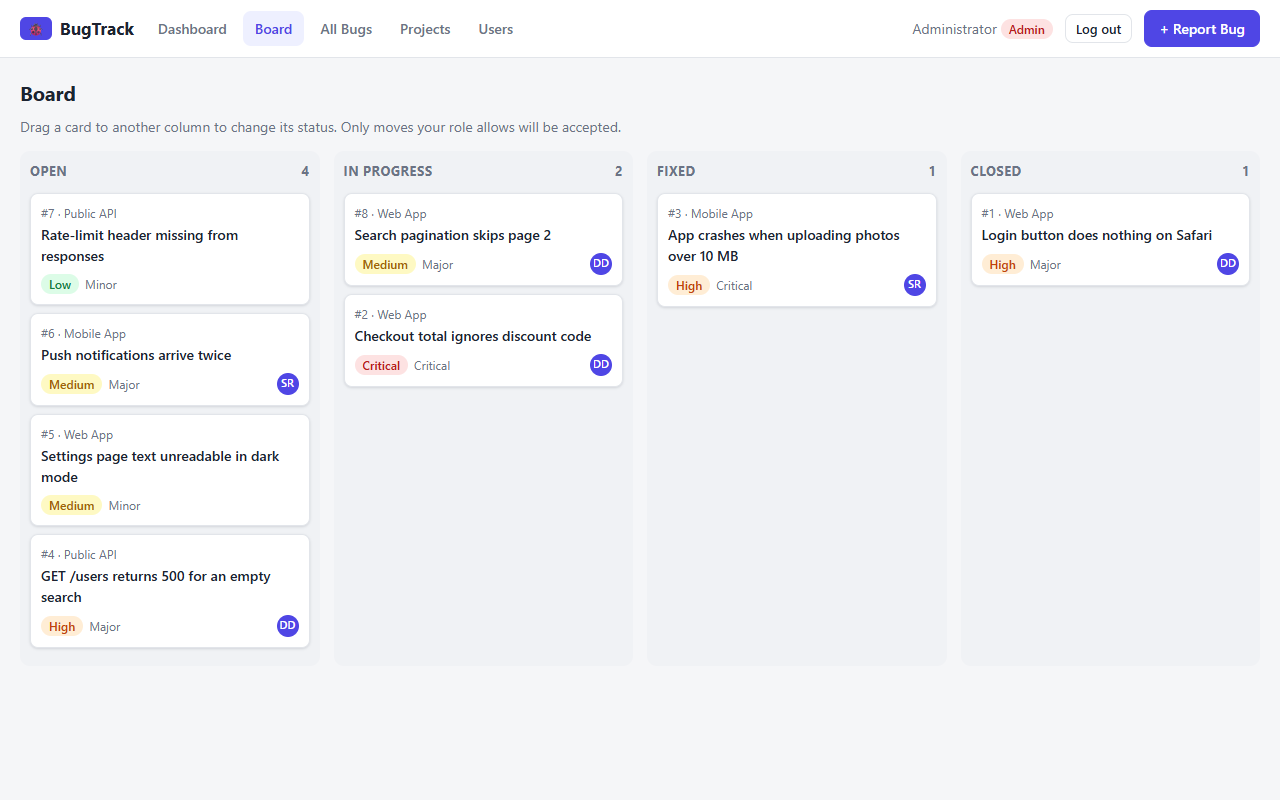 BugTrack Dashboard Board All Bugs Projects Users Administrator Admin Log out + Report Bug
Board
Drag a card to another column to change its status. Only moves your role allows will be accepted.
OPEN 4
#7 · Public API
Rate-limit header missing from
responses
Low Minor
#6 · Mobile App
Push notifications arrive twice
Medium Major SR
#5 · Web App
Settings page text unreadable in dark
mode
Medium Minor
#4 · Public API
GET /users returns 500 for an empty
search
High Major DD
IN PROGRESS 2
#8 · Web App
Search pagination skips page 2
Medium Major DD
#2 · Web App
Checkout total ignores discount code
Critical Critical DD
FIXED 1
#3 · Mobile App
App crashes when uploading photos
over 10 MB
High Critical SR
CLOSED 1
#1 · Web App
Login button does nothing on Safari
High Major DD